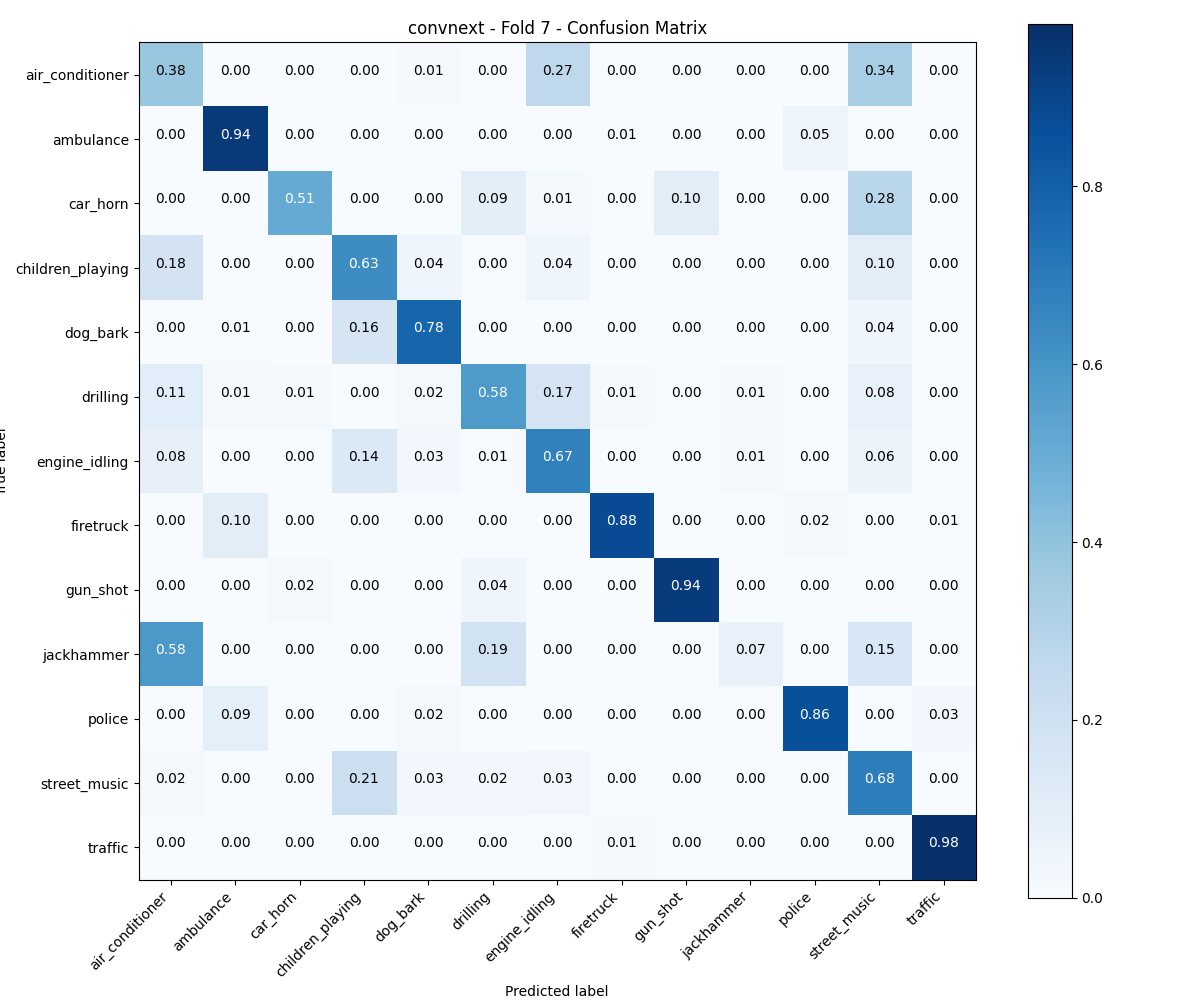 convnext - Fold 7 - Confusion Matrix
air_conditioner 0.38 0.00 0.00 0.00 0.01 0.00 0.27 0.00 0.00 0.00 0.00 0.34 0.00
ambulance 0.00 0.94 0.00 0.00 0.00 0.00 0.00 0.01 0.00 0.00 0.05 0.00 0.00
car_horn 0.00 0.00 0.51 0.00 0.00 0.09 0.01 0.00 0.10 0.00 0.00 0.28 0.00
children_playing 0.18 0.00 0.00 0.63 0.04 0.00 0.04 0.00 0.00 0.00 0.00 0.10 0.00
dog_bark 0.00 0.01 0.00 0.16 0.78 0.00 0.00 0.00 0.00 0.00 0.00 0.04 0.00
drilling 0.11 0.01 0.01 0.00 0.02 0.58 0.17 0.01 0.00 0.01 0.00 0.08 0.00
engine_idling 0.08 0.00 0.00 0.14 0.03 0.01 0.67 0.00 0.00 0.01 0.00 0.06 0.00
firetruck 0.00 0.10 0.00 0.00 0.00 0.00 0.00 0.88 0.00 0.00 0.02 0.00 0.01
gun_shot 0.00 0.00 0.02 0.00 0.00 0.04 0.00 0.00 0.94 0.00 0.00 0.00 0.00
jackhammer 0.58 0.00 0.00 0.00 0.00 0.19 0.00 0.00 0.00 0.07 0.00 0.15 0.00
police 0.00 0.09 0.00 0.00 0.02 0.00 0.00 0.00 0.00 0.00 0.86 0.00 0.03
street_music 0.02 0.00 0.00 0.21 0.03 0.02 0.03 0.00 0.00 0.00 0.00 0.68 0.00
traffic 0.00 0.00 0.00 0.00 0.00 0.00 0.00 0.01 0.00 0.00 0.00 0.00 0.98
air_conditioner ambulance car_horn children_playing dog_bark drilling engine_idling firetruck gun_shot jackhammer police street_music traffic
Predicted label
0.8
0.6
0.4
0.2
0.0